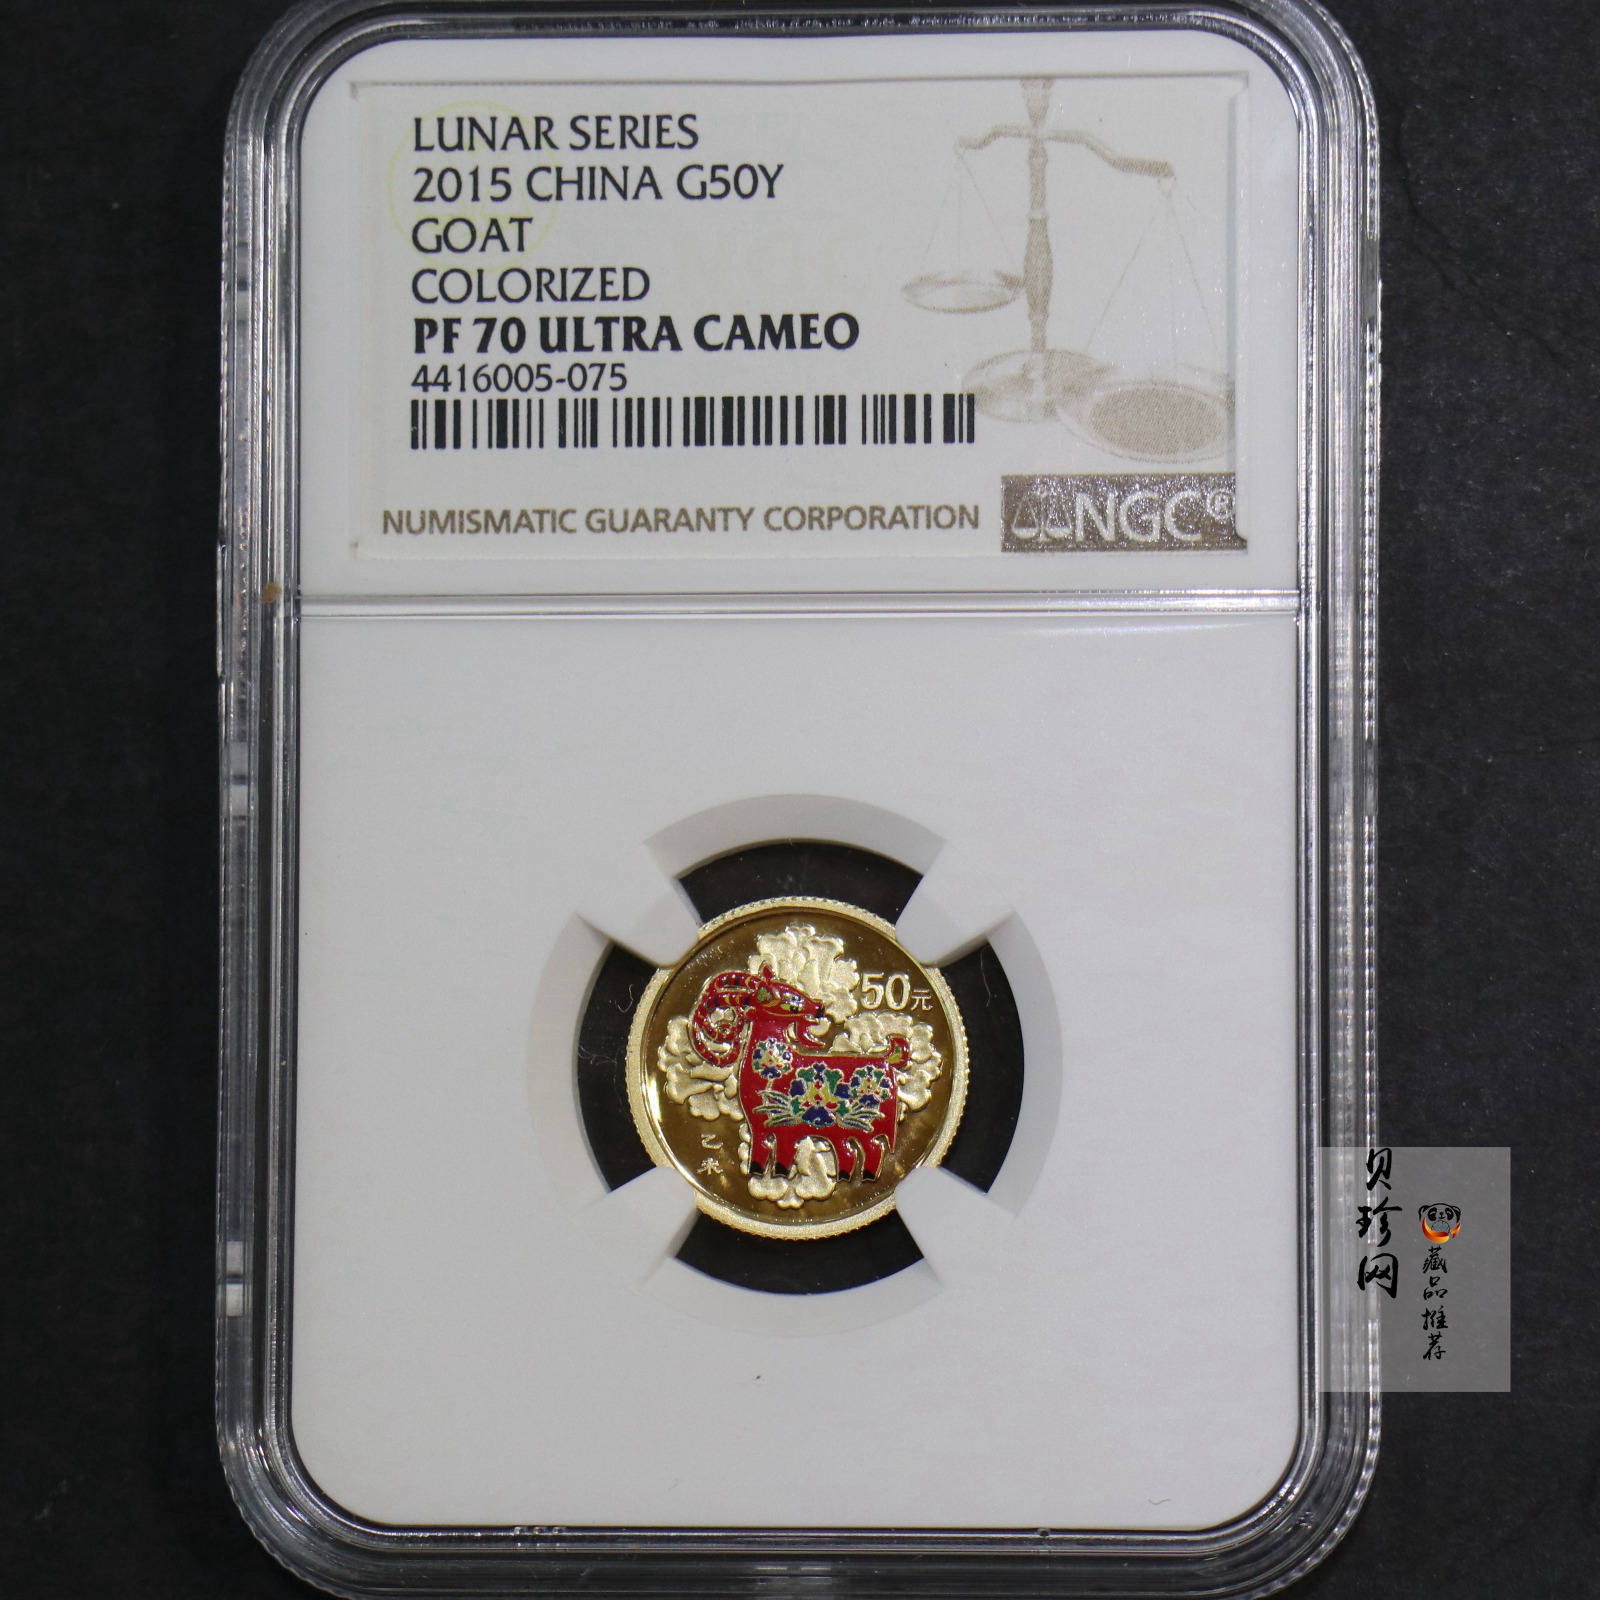 LUNAR SERIES
2015 CHINA G50Y
GOAT
COLORIZED
PF 70 ULTRA CAMEO
4416005-075
NUMISMATIC GUARANTY CORPORATION
NGC®
50元
乙未
贝珍网
藏品推荐